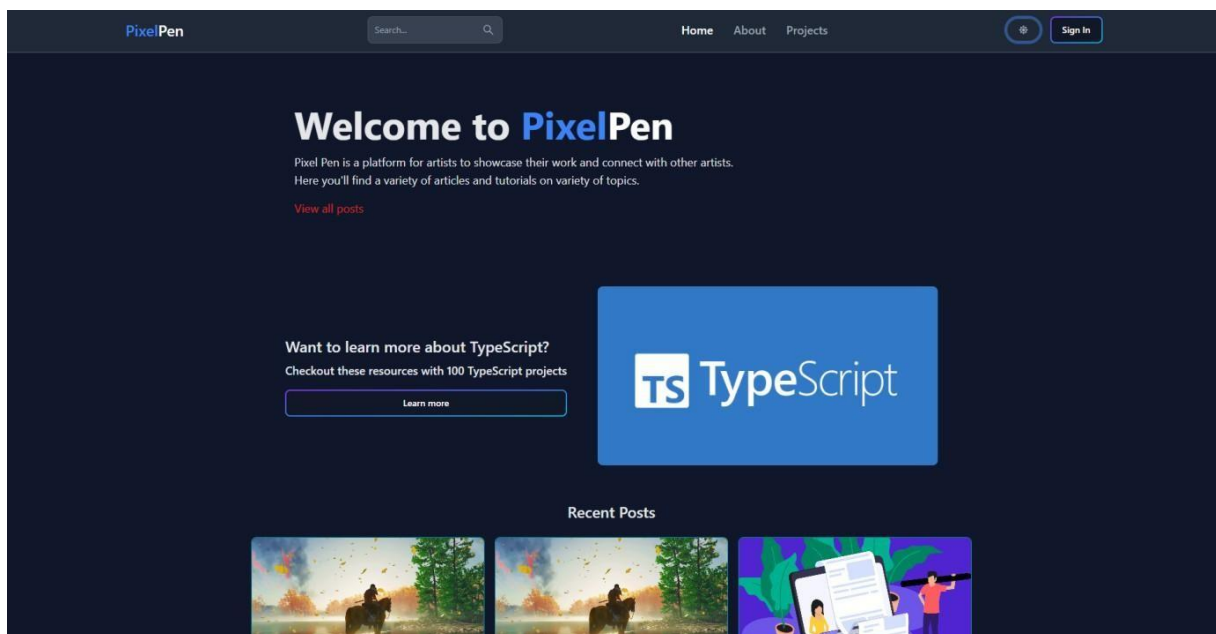 PixelPen
Search...
Home
About
Projects
Sign In
Welcome to PixelPen
Pixel Pen is a platform for artists to showcase their work and connect with other artists.
Here you'll find a variety of articles and tutorials on variety of topics.
View all posts
Want to learn more about TypeScript?
Checkout these resources with 100 TypeScript projects
Learn more
TS TypeScript
Recent Posts